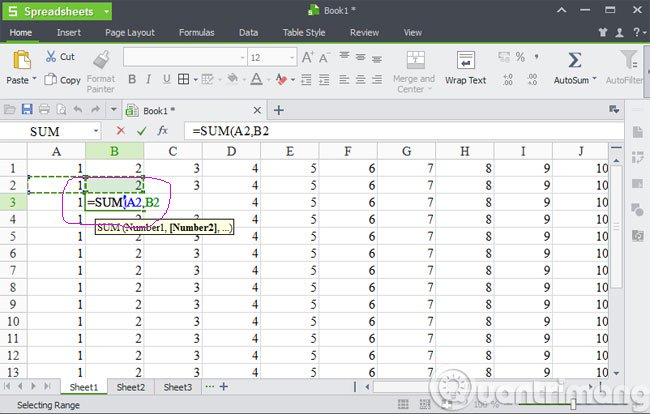 S Spreadsheets Book1 *
Home Insert Page Layout Formulas Data Table Style Review View
Paste Cut Copy Format Painter 12 Merge and Center Wrap Text AutoSum AutoFilter
B I U A
Book1 *
SUM =SUM(A2,B2
A B C D E F G H I J
1 1 2 3 4 5 6 7 8 9 10
2 1 2 3 4 5 6 7 8 9 10
3 1 =SUM(A2,B2 4 5 6 7 8 9 10
SUM (Number1, [Number2], ...)
4 1 2 3 4 5 6 7 8 9 10
5 1 2 3 4 5 6 7 8 9 10
6 1 2 3 4 5 6 7 8 9 10
7 1 2 3 4 5 6 7 8 9 10
8 1 2 3 4 5 6 7 8 9 10
9 1 2 3 4 5 6 7 8 9 10
10 1 2 3 4 5 6 7 8 9 10
11 1 2 3 4 5 6 7 8 9 10
12 1 2 3 4 5 6 7 8 9 10
13 1 2 3 4 5 6 7 8 9 10
Sheet1 Sheet2 Sheet3 ...
Selecting Range 100 %
Quantrimang